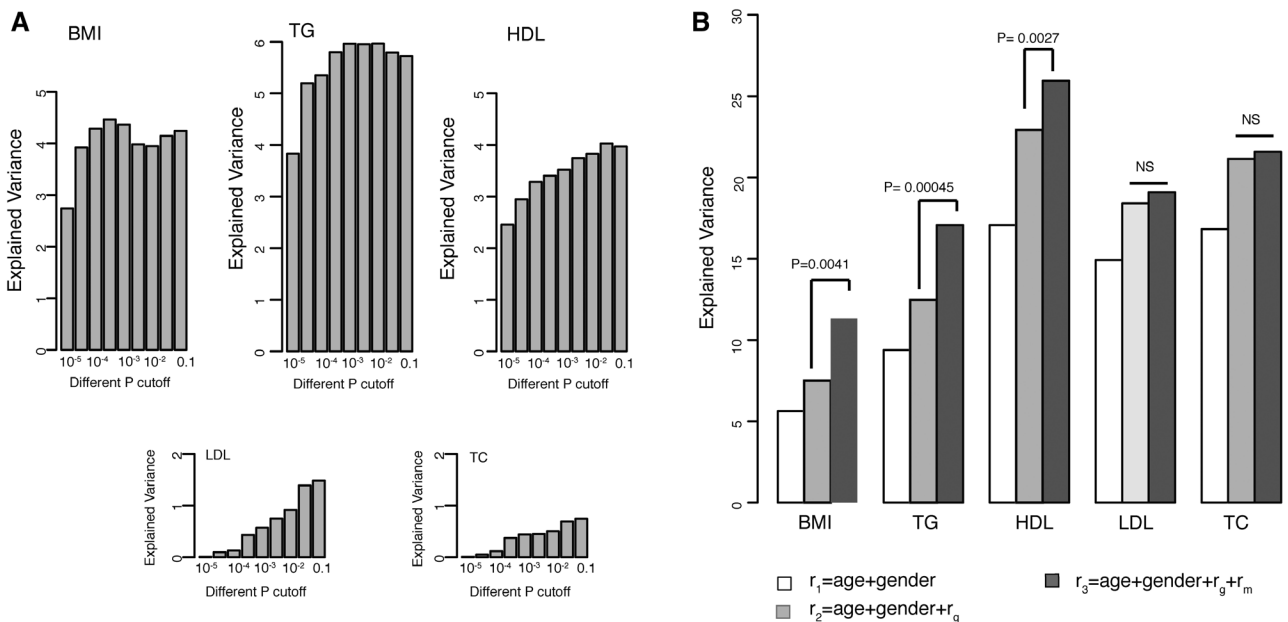 A
BMI
Explained Variance
0 1 2 3 4 5
10-5 10-4 10-3 10-2 0.1
Different P cutoff
TG
Explained Variance
0 1 2 3 4 5 6
10-5 10-4 10-3 10-2 0.1
Different P cutoff
HDL
Explained Variance
0 1 2 3 4 5
10-5 10-4 10-3 10-2 0.1
Different P cutoff
LDL
Explained Variance
0 1 2
10-5 10-4 10-3 10-2 0.1
Different P cutoff
TC
Explained Variance
0 1 2
10-5 10-4 10-3 10-2 0.1
Different P cutoff
B
Explained Variance
0 5 10 15 20 25 30
P=0.0041
P= 0.00045
P= 0.0027
NS
NS
BMI TG HDL LDL TC
r1=age+gender
r2=age+gender+rg
r3=age+gender+rg+rm